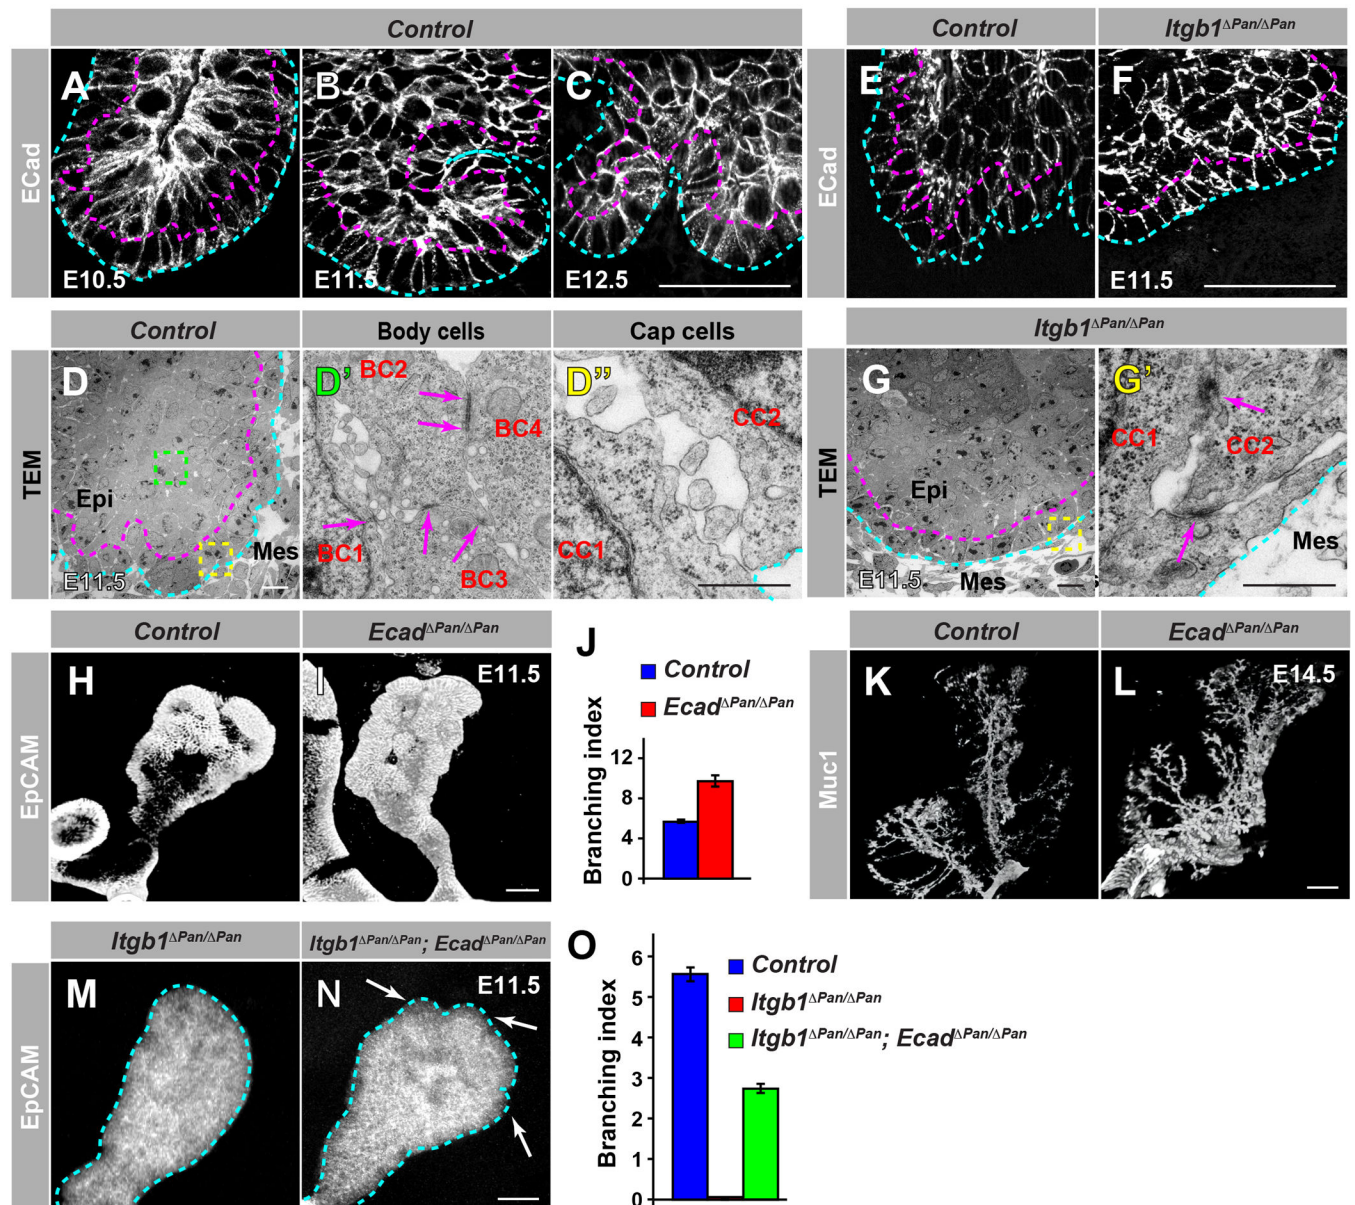 Control
Control
Itgb1ΔPan/ΔPan
ECad
A
B
C
E
F
E10.5
E11.5
E12.5
E11.5
Control
Body cells
Cap cells
Itgb1ΔPan/ΔPan
TEM
D
D’
BC2
D’’
BC4
CC2
BC1
BC3
CC1
Epi
Mes
E11.5
TEM
G
G’
CC1
CC2
Epi
Mes
Mes
E11.5
Control
EcadΔPan/ΔPan
EpCAM
H
I
E11.5
J
Control
EcadΔPan/ΔPan
Branching index
12
8
4
0
Control
EcadΔPan/ΔPan
Muc1
K
L
E14.5
Itgb1ΔPan/ΔPan
Itgb1ΔPan/ΔPan; EcadΔPan/ΔPan
EpCAM
M
N
E11.5
O
Control
Itgb1ΔPan/ΔPan
Itgb1ΔPan/ΔPan; EcadΔPan/ΔPan
Branching index
6
5
4
3
2
1
0